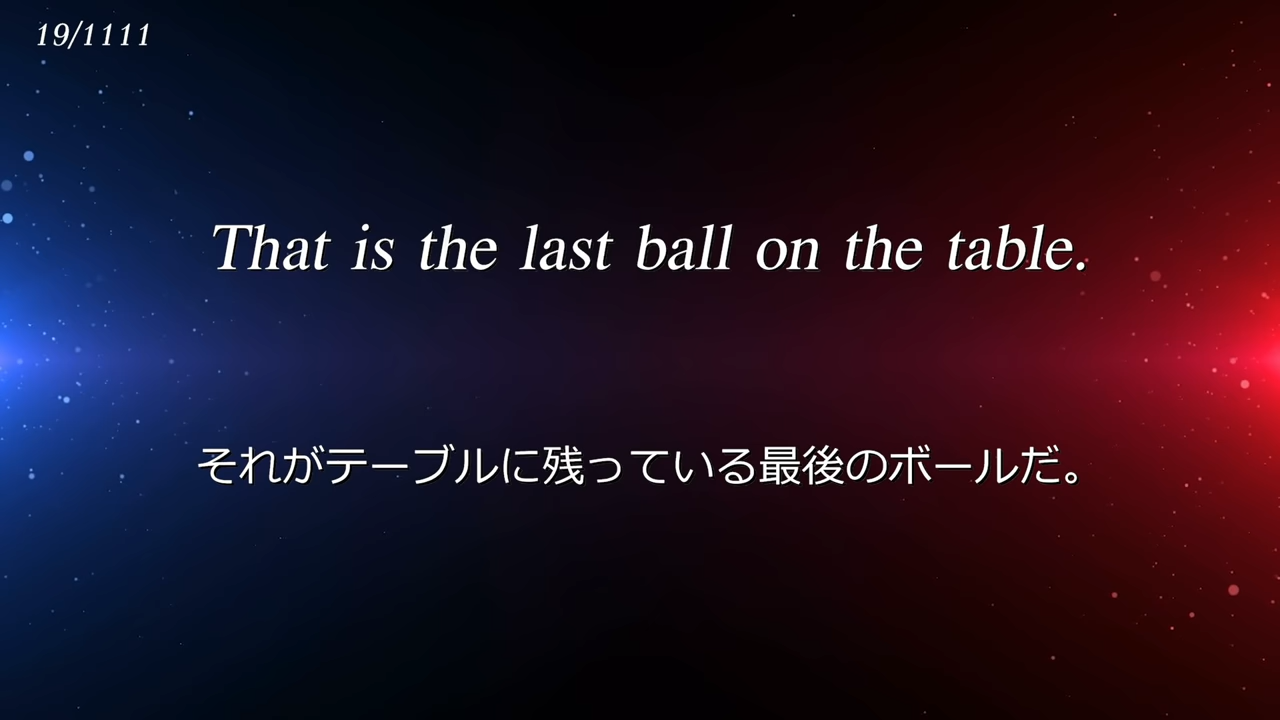 19/1111
That is the last ball on the table.
それがテーブルに残っている最後のボールだ。